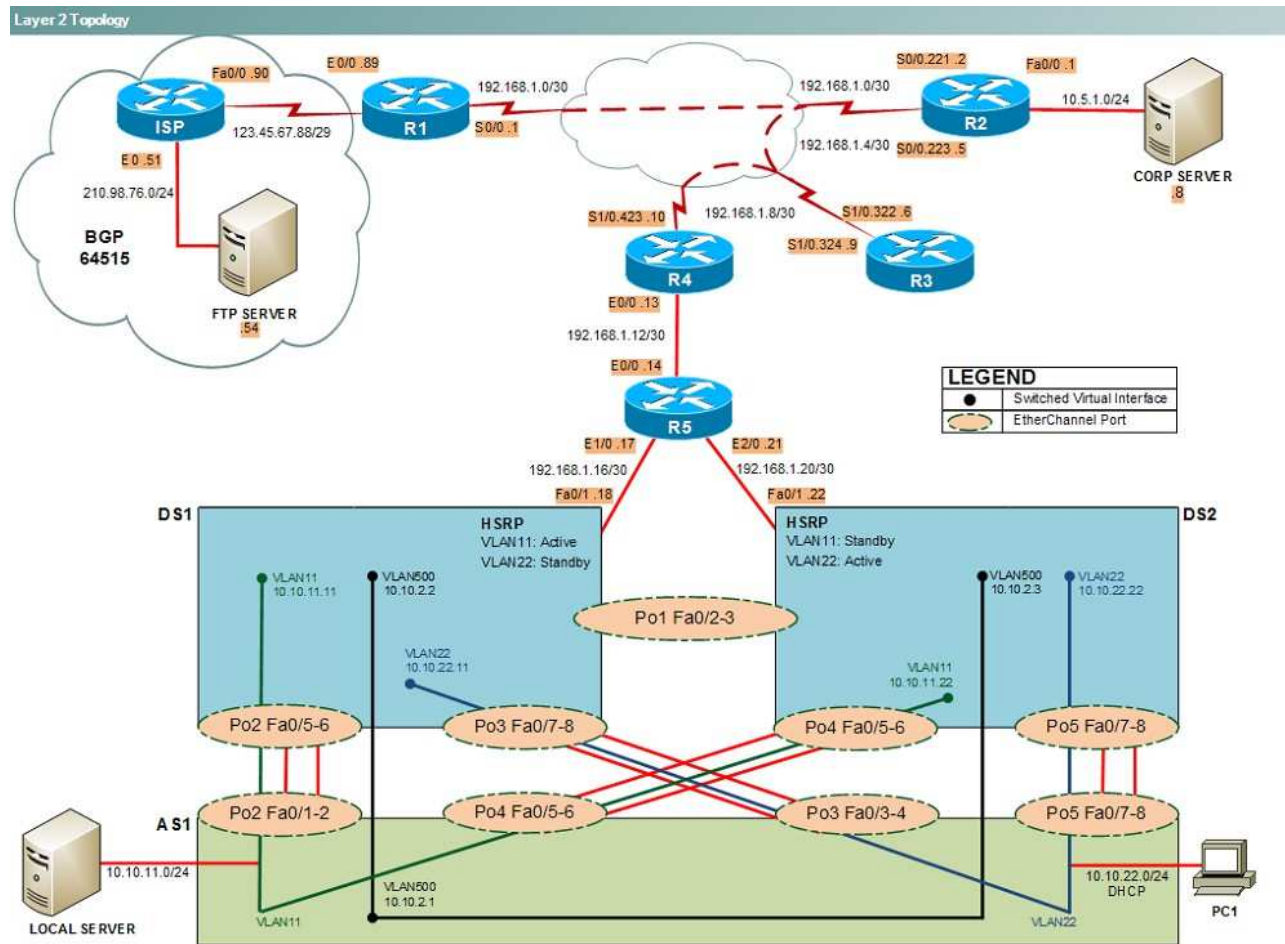 Layer 2 Topology
Fa0/0 .90
E0/0 .89
192.168.1.0/30
ISP
123.45.67.88/29
R1
S0/0 .1
E0 .51
210.98.76.0/24
BGP
64515
FTP SERVER
.54
S0/0.221 .2
Fa0/0 .1
192.168.1.0/30
R2
10.5.1.0/24
192.168.1.4/30
S0/0.223 .5
CORP SERVER
.8
S1/0.423 .10
192.168.1.8/30
S1/0.322 .6
S1/0.324 .9
R4
R3
E0/0 .13
192.168.1.12/30
E0/0 .14
R5
LEGEND
Switched Virtual Interface
EtherChannel Port
E1/0 .17
E2/0 .21
192.168.1.16/30
192.168.1.20/30
Fa0/1 .18
Fa0/1 .22
DS1
HSRP
VLAN11: Active
VLAN22: Standby
HSRP
VLAN11: Standby
VLAN22: Active
DS2
VLAN11
10.10.11.11
VLAN500
10.10.2.2
VLAN500
10.10.2.3
VLAN22
10.10.22.22
Po1 Fa0/2-3
VLAN22
10.10.22.11
VLAN11
10.10.11.22
Po2 Fa0/5-6
Po3 Fa0/7-8
Po4 Fa0/5-6
Po5 Fa0/7-8
AS1
Po2 Fa0/1-2
Po4 Fa0/5-6
Po3 Fa0/3-4
Po5 Fa0/7-8
10.10.11.0/24
LOCAL SERVER
VLAN11
VLAN500
10.10.2.1
VLAN22
10.10.22.0/24
DHCP
PC1